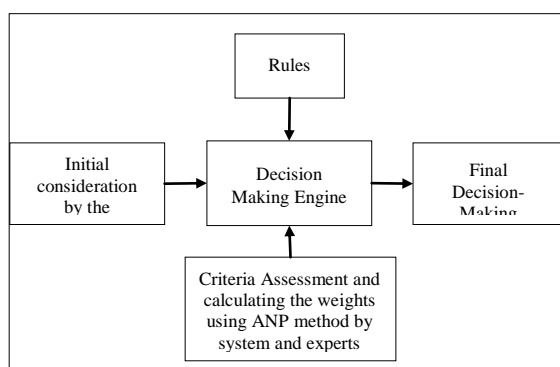 Rules
Initial
consideration
by the
Decision
Making Engine
Final
Decision-
Making
Criteria Assessment and
calculating the weights
using ANP method by
system and experts